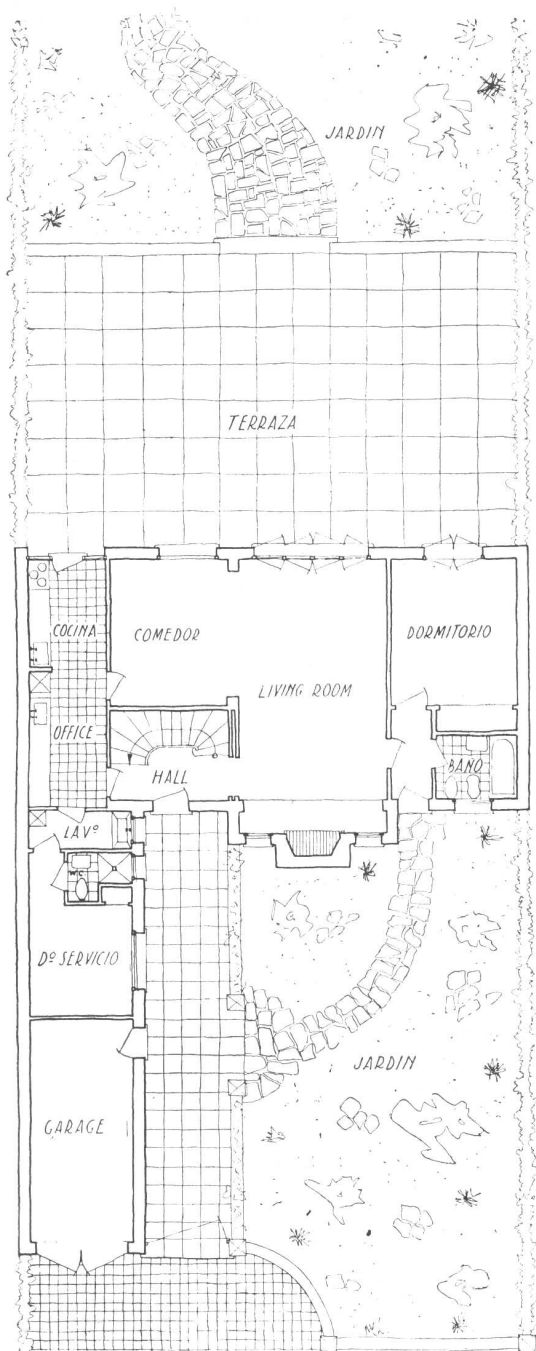 JARDIN
TERRAZA
COCINA
COMEDOR
DORMITORIO
LIVING ROOM
OFFICE
HALL
BAÑO
LAVº
W.C.
Dº SERVICIO
JARDIN
GARAGE